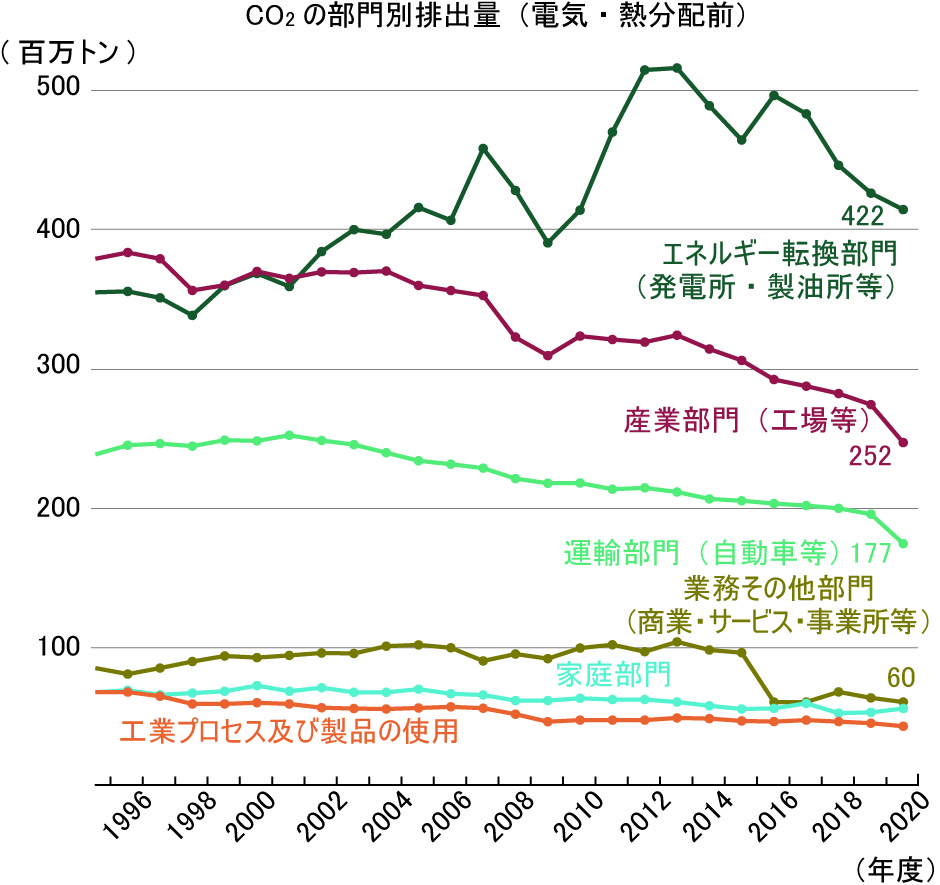 CO₂の部門別排出量（電気・熱分配前）
（百万トン）
500
400
300
200
100
422
エネルギー転換部門
（発電所・製油所等）
産業部門（工場等）
252
運輸部門（自動車等）177
業務その他部門
（商業・サービス・事業所等）
家庭部門
60
工業プロセス及び製品の使用
1996
1998
2000
2002
2004
2006
2008
2010
2012
2014
2016
2018
2020
（年度）